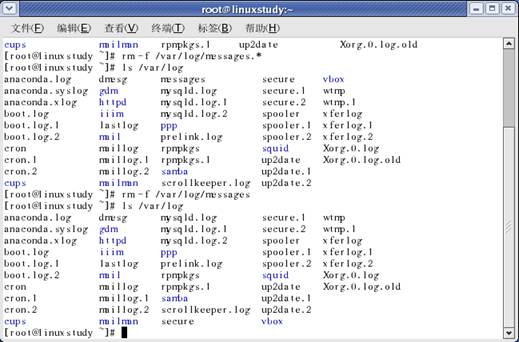 root@linuxstudy:~
文件(F) 编辑(E) 查看(V) 终端(T) 标签(B) 帮助(H)
cups mailman rpmpkgs.1 up2date Xorg.0.log.old
[root@linuxstudy ~]# rm -f /var/log/messages.*
[root@linuxstudy ~]# ls /var/log
anaconda.log dmesg messages secure vbox
anaconda.syslog gdm mysqld.log secure.1 wtmp
anaconda.xlog httpd mysqld.log.1 secure.2 wtmp.1
boot.log iiim mysqld.log.2 spooler xferlog
boot.log.1 lastlog ppp spooler.1 xferlog.1
boot.log.2 mail prelink.log spooler.2 xferlog.2
cron maillog rpmpkgs squid Xorg.0.log
cron.1 maillog.1 rpmpkgs.1 up2date Xorg.0.log.old
cron.2 maillog.2 samba up2date.1
cups mailman scrollkeeper.log up2date.2
[root@linuxstudy ~]# rm -f /var/log/messages
[root@linuxstudy ~]# ls /var/log
anaconda.log dmesg mysqld.log secure.1 wtmp
anaconda.syslog gdm mysqld.log.1 secure.2 wtmp.1
anaconda.xlog httpd mysqld.log.2 spooler xferlog
boot.log iiim ppp spooler.1 xferlog.1
boot.log.1 lastlog prelink.log spooler.2 xferlog.2
boot.log.2 mail rpmpkgs squid Xorg.0.log
cron maillog rpmpkgs.1 up2date Xorg.0.log.old
cron.1 maillog.1 samba up2date.1
cron.2 maillog.2 scrollkeeper.log up2date.2
cups mailman secure vbox
[root@linuxstudy ~]#